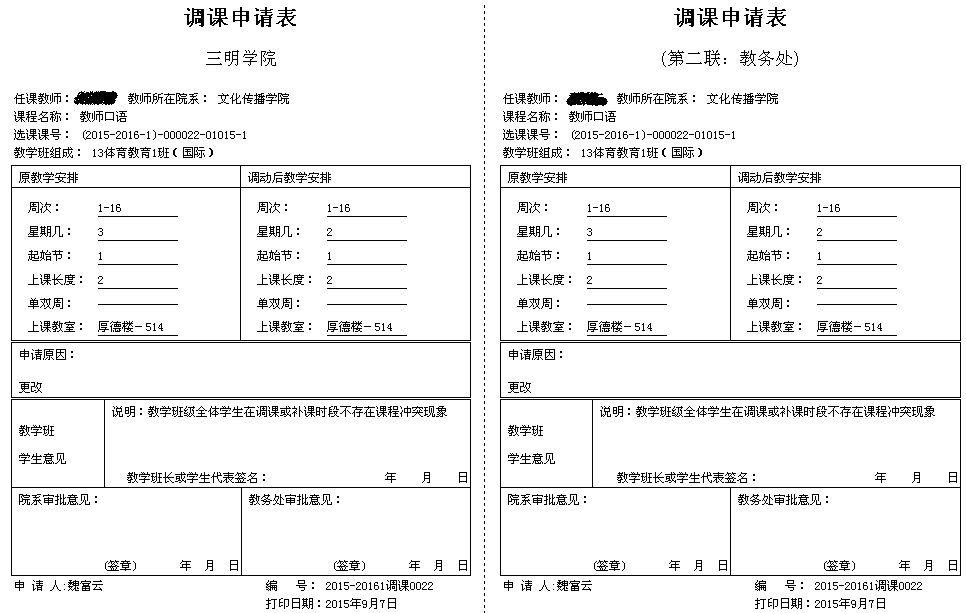 调课申请表
三明学院
任课教师： 教师所在院系： 文化传播学院
课程名称： 教师口语
选课课号： (2015-2016-1)-000022-01015-1
教学班组成： 13体育教育1班(国际)
原教学安排 调动后教学安排
周次： 1-16 周次： 1-16
星期几： 3 星期几： 2
起始节： 1 起始节： 1
上课长度： 2 上课长度： 2
单双周： 单双周：
上课教室： 厚德楼-514 上课教室： 厚德楼-514
申请原因：
更改
说明：教学班级全体学生在调课或补课时段不存在课程冲突现象
教学班
学生意见
教学班长或学生代表签名： 年 月 日
院系审批意见： 教务处审批意见：
(签章) 年 月 日 (签章) 年 月 日
申 请 人:魏富云 编 号： 2015-20161调课0022
打印日期：2015年9月7日
调课申请表
(第二联：教务处)
任课教师： 教师所在院系： 文化传播学院
课程名称： 教师口语
选课课号： (2015-2016-1)-000022-01015-1
教学班组成： 13体育教育1班(国际)
原教学安排 调动后教学安排
周次： 1-16 周次： 1-16
星期几： 3 星期几： 2
起始节： 1 起始节： 1
上课长度： 2 上课长度： 2
单双周： 单双周：
上课教室： 厚德楼-514 上课教室： 厚德楼-514
申请原因：
更改
说明：教学班级全体学生在调课或补课时段不存在课程冲突现象
教学班
学生意见
教学班长或学生代表签名： 年 月 日
院系审批意见： 教务处审批意见：
(签章) 年 月 日 (签章) 年 月 日
申 请 人:魏富云 编 号： 2015-20161调课0022
打印日期：2015年9月7日